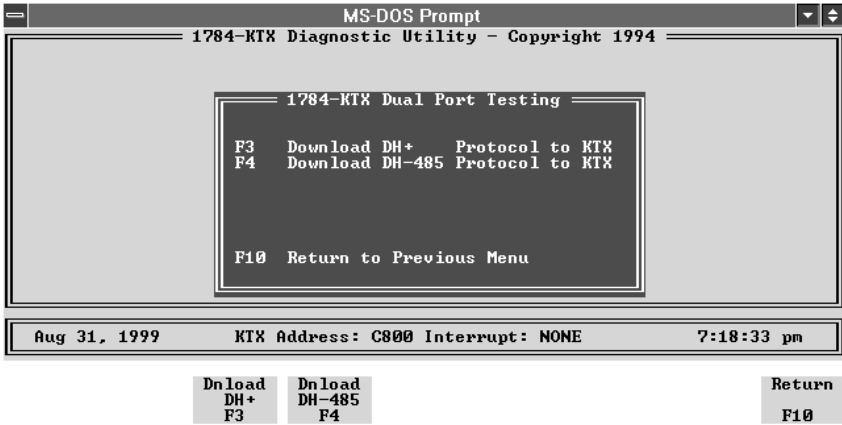 MS-DOS Prompt
1784-KTX Diagnostic Utility - Copyright 1994
1784-KTX Dual Port Testing
F3 Download DH+ Protocol to KTX
F4 Download DH-485 Protocol to KTX
F10 Return to Previous Menu
Aug 31, 1999 KTX Address: C800 Interrupt: NONE 7:18:33 pm
Dnload Dnload Return
DH+ DH-485
F3 F4 F10